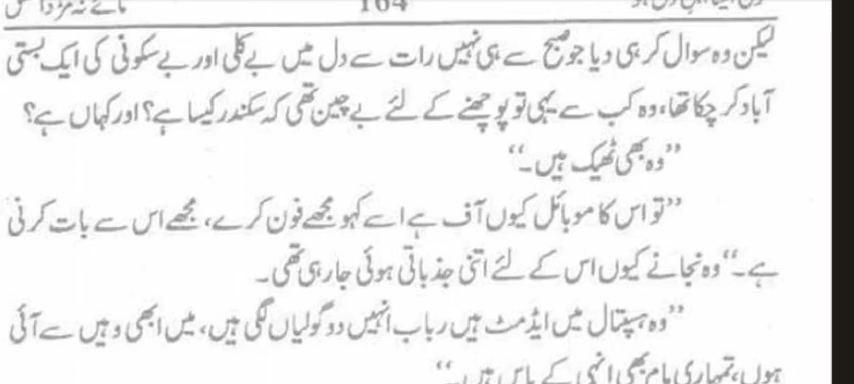 164
لیکن وہ سوال کر ہی دیا جو صبح سے ہی نہیں رات سے دل میں بے کلی اور بے سکونی کی ایک بستی
آباد کر چکا تھا، وہ کب سے یہی تو پوچھنے کے لئے بے چین تھی کہ سکندر کیسا ہے؟ اور کہاں ہے؟
’’وہ بھی ٹھیک ہیں۔‘‘
’’تو اس کا موبائل کیوں آف ہے اسے کہو مجھے فون کرے، مجھے اس سے بات کرنی
ہے۔‘‘ وہ نجانے کیوں اس کے لئے اتنی جذباتی ہوئی جا رہی تھی۔
’’وہ ہسپتال میں ایڈمٹ ہیں رباب انہیں دو گولیاں لگی ہیں، میں ابھی وہیں سے آئی
ہوں، تمہاری مام بھی انہی کے پاس ہیں۔‘‘